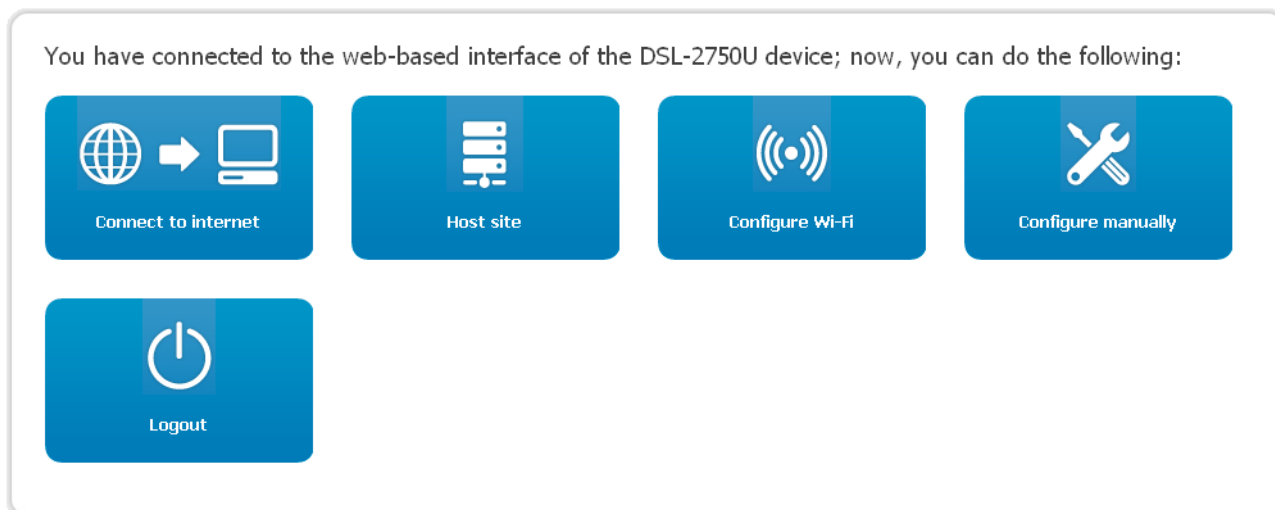 You have connected to the web-based interface of the DSL-2750U device; now, you can do the following:
Connect to internet
Host site
Configure Wi-Fi
Configure manually
Logout